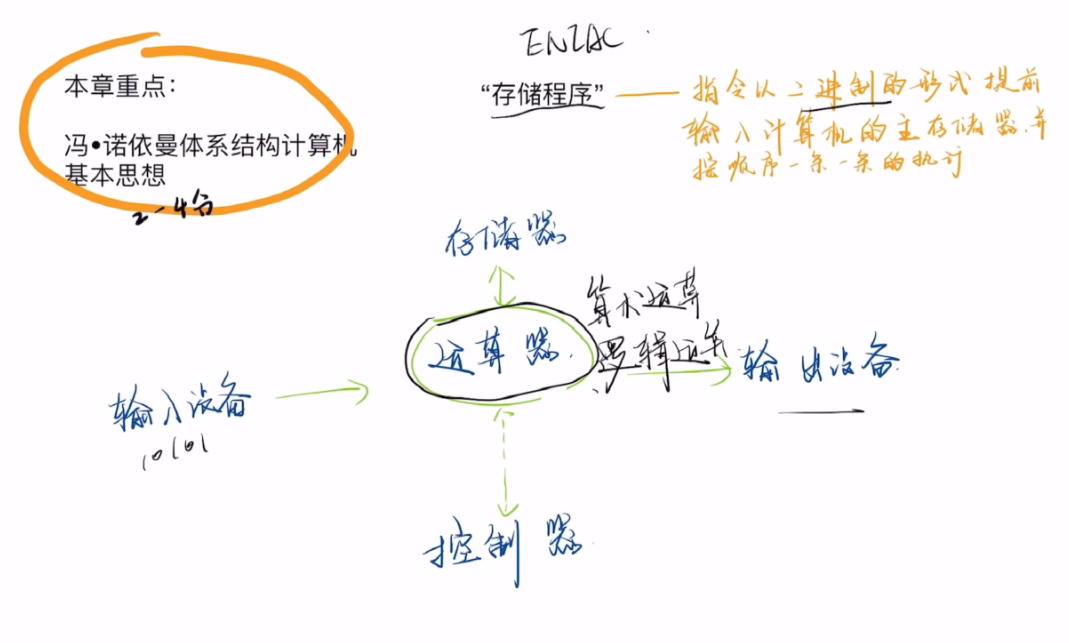 ENIAC
本章重点：
“存储程序”
指令以二进制的形式提前
输入计算机的主存储器，并
按顺序一条一条的执行
冯•诺依曼体系结构计算机
基本思想
2-4分
存储器
算术运算
运算器
逻辑运算
输出设备
输入设备
10101
控制器